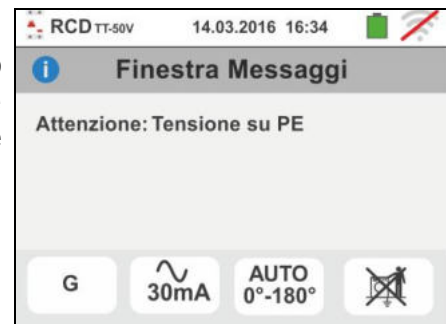 RCD TT-50V 14.03.2016 16:34
Finestra Messaggi
Attenzione: Tensione su PE
G 30mA AUTO
0°-180°